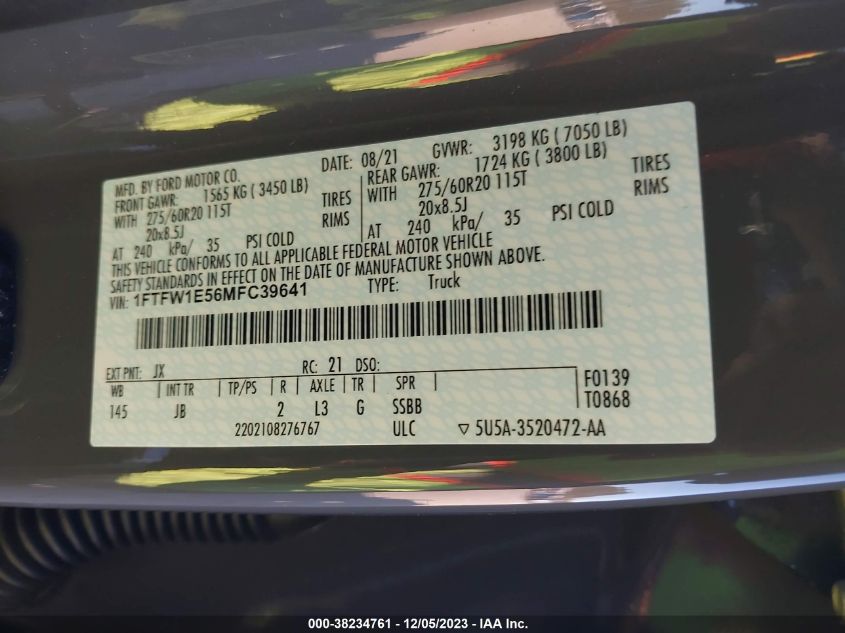 MFD. BY FORD MOTOR CO. DATE: 08/21 GVWR: 3198 KG ( 7050 LB)
FRONT GAWR: 1565 KG ( 3450 LB) REAR GAWR: 1724 KG ( 3800 LB)
WITH 275/60R20 115T TIRES WITH 275/60R20 115T TIRES
20x8.5J RIMS 20x8.5J RIMS
AT 240 kPa/ 35 PSI COLD AT 240 kPa/ 35 PSI COLD
THIS VEHICLE CONFORMS TO ALL APPLICABLE FEDERAL MOTOR VEHICLE
SAFETY STANDARDS IN EFFECT ON THE DATE OF MANUFACTURE SHOWN ABOVE.
VIN: 1FTFW1E56MFC39641 TYPE: Truck
EXT PNT: JX RC: 21 DSO:
WB INT TR TP/PS R AXLE TR SPR F0139
145 JB 2 L3 G SSBB T0868
2202108276767 ULC ▽ 5U5A-3520472-AA
000-38234761 - 12/05/2023 - IAA Inc.